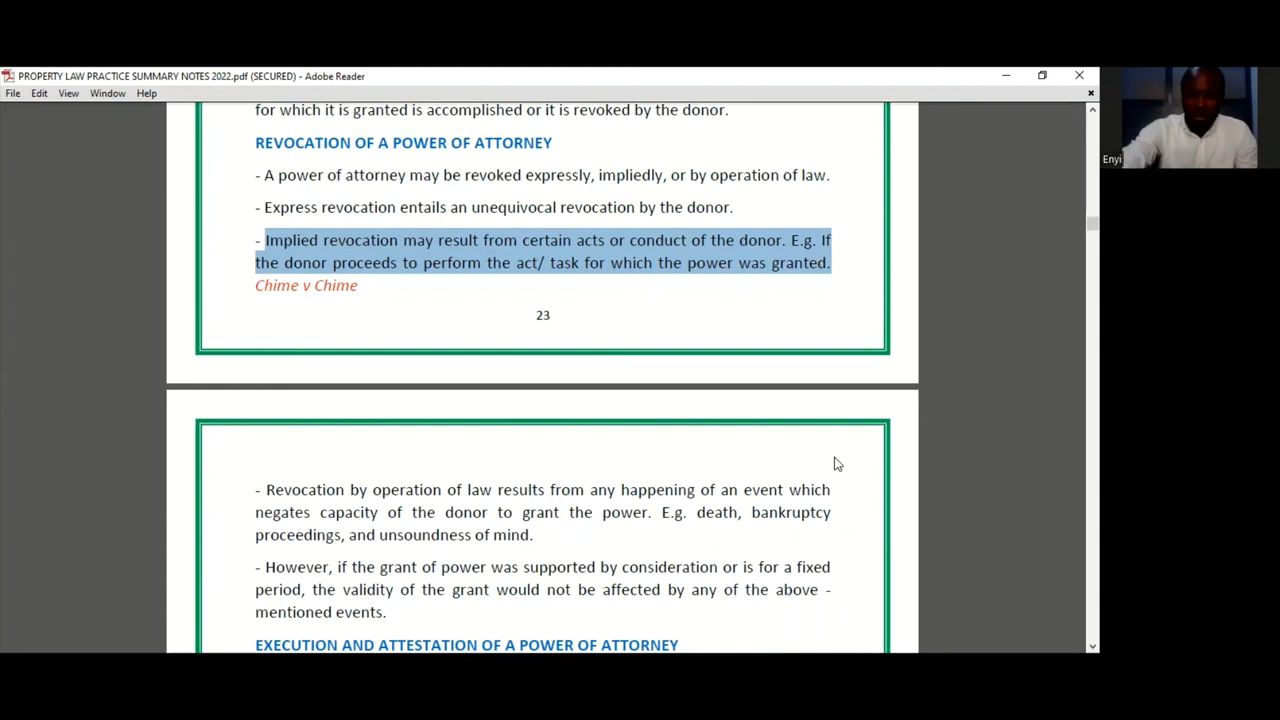 PROPERTY LAW PRACTICE SUMMARY NOTES 2022.pdf (SECURED) - Adobe Reader
File Edit View Window Help
for which it is granted is accomplished or it is revoked by the donor.
REVOCATION OF A POWER OF ATTORNEY
- A power of attorney may be revoked expressly, impliedly, or by operation of law.
- Express revocation entails an unequivocal revocation by the donor.
- Implied revocation may result from certain acts or conduct of the donor. E.g. If
the donor proceeds to perform the act/ task for which the power was granted.
Chime v Chime
23
Enyi
- Revocation by operation of law results from any happening of an event which
negates capacity of the donor to grant the power. E.g. death, bankruptcy
proceedings, and unsoundness of mind.
- However, if the grant of power was supported by consideration or is for a fixed
period, the validity of the grant would not be affected by any of the above -
mentioned events.
EXECUTION AND ATTESTATION OF A POWER OF ATTORNEY